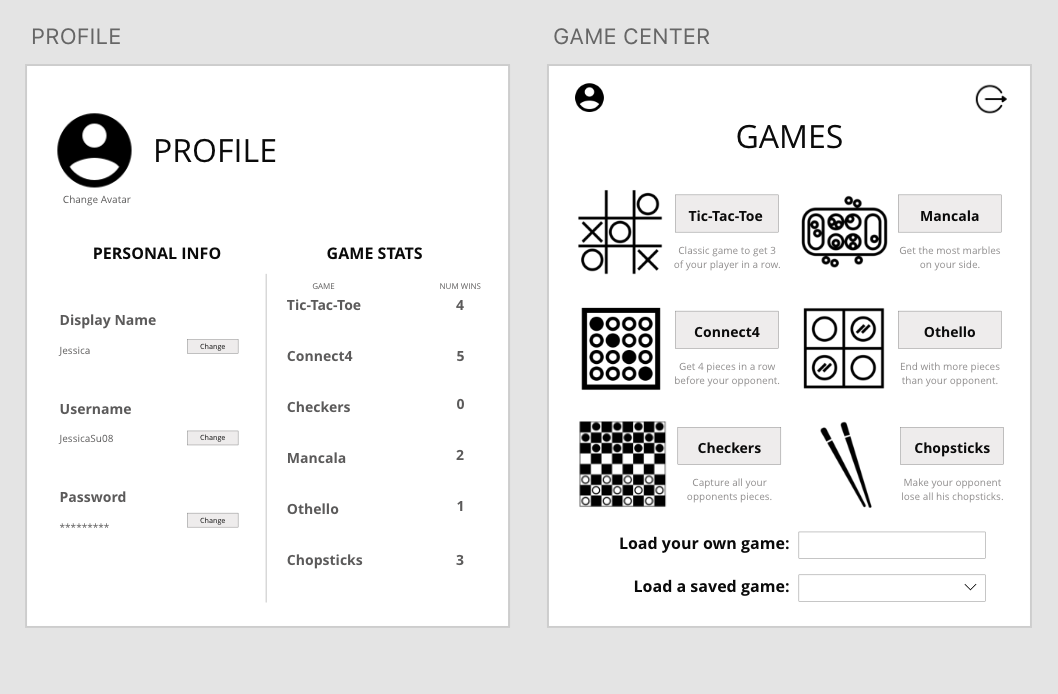 PROFILE
PROFILE
Change Avatar
PERSONAL INFO
Display Name
Jessica
Change
Username
JessicaSu08
Change
Password
*********
Change
GAME STATS
GAME NUM WINS
Tic-Tac-Toe 4
Connect4 5
Checkers 0
Mancala 2
Othello 1
Chopsticks 3
GAME CENTER
GAMES
Tic-Tac-Toe
Classic game to get 3
of your player in a row.
Mancala
Get the most marbles
on your side.
Connect4
Get 4 pieces in a row
before your opponent.
Othello
End with more pieces
than your opponent.
Checkers
Capture all your
opponents pieces.
Chopsticks
Make your opponent
lose all his chopsticks.
Load your own game:
Load a saved game: